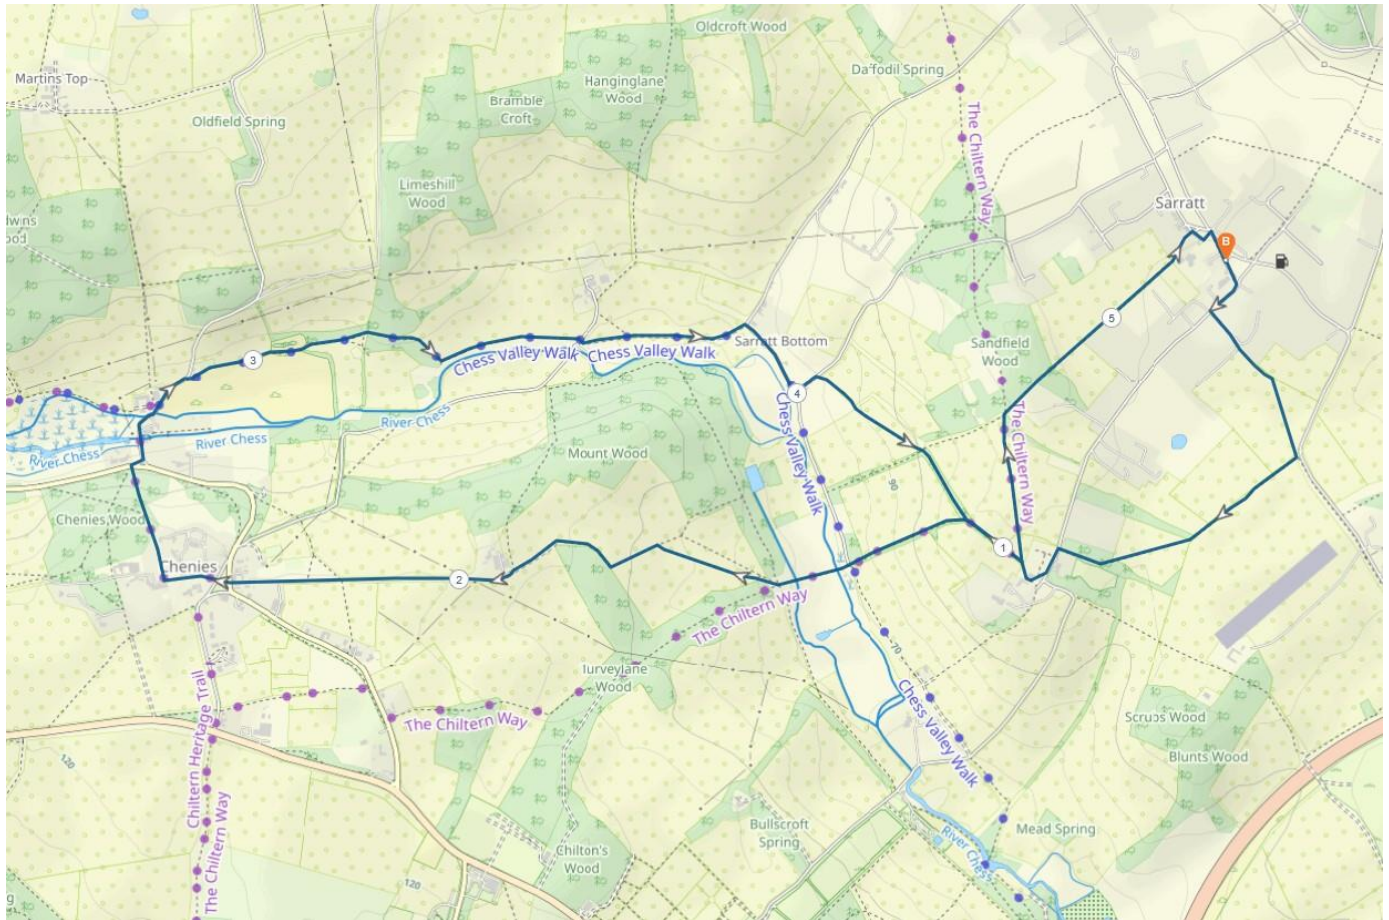 Oldcroft Wood
Martins Top
Daffodil Spring
Hanginglane
Wood
Bramble
Croft
Oldfield Spring
The Chiltern Way
Limeshill
Wood
Sarratt
B
5
Sarratt Bottom
Sandfield
Wood
3
Chess Valley Walk
Chess Valley Walk
4
River Chess
River Chess
River Chess
Chess Valley Walk
The Chiltern Way
Mount Wood
90
Chenies Wood
1
Chenies
2
The Chiltern Way
70
Turveylane
Wood
Chess Valley Walk
The Chiltern Way
Chiltern Heritage Trail
The Chiltern Way
Scrubs Wood
Blunts Wood
120
Bullscroft
Spring
Mead Spring
River Chess
Chilton's
Wood
120